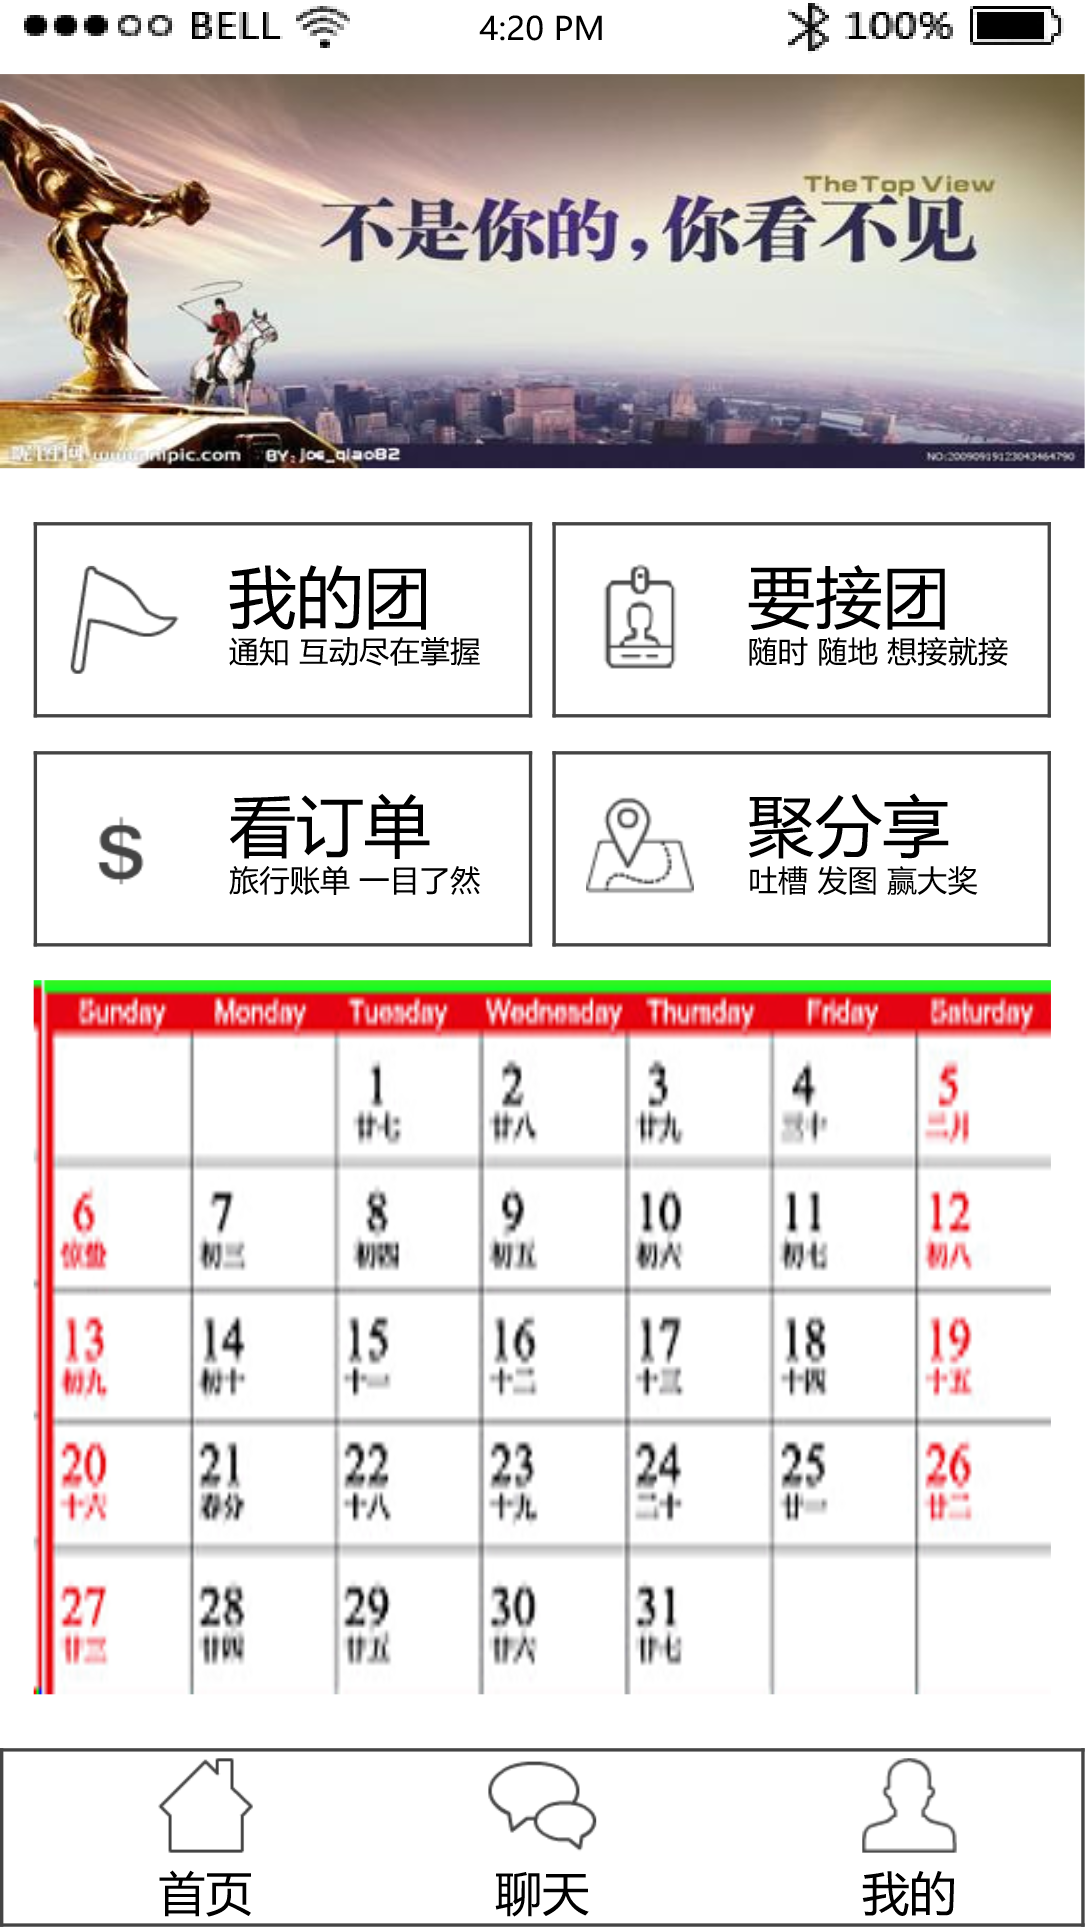 BELL 4:20 PM 100%
The Top View
不是你的，你看不见
昵图网 www.nipic.com BY: joe_qiao82 NO:20090919123043464790
我的团
通知 互动尽在掌握
要接团
随时 随地 想接就接
看订单
旅行账单 一目了然
聚分享
吐槽 发图 赢大奖
Sunday Monday Tuesday Wednesday Thursday Friday Saturday
1 2 3 4 5
廿七 廿八 廿九 三十 二月
6 7 8 9 10 11 12
惊蛰 初三 初四 初五 初六 初七 初八
13 14 15 16 17 18 19
初九 初十 十一 十二 十三 十四 十五
20 21 22 23 24 25 26
十六 春分 十八 十九 二十 廿一 廿二
27 28 29 30 31
廿三 廿四 廿五 廿六 廿七
首页 聊天 我的